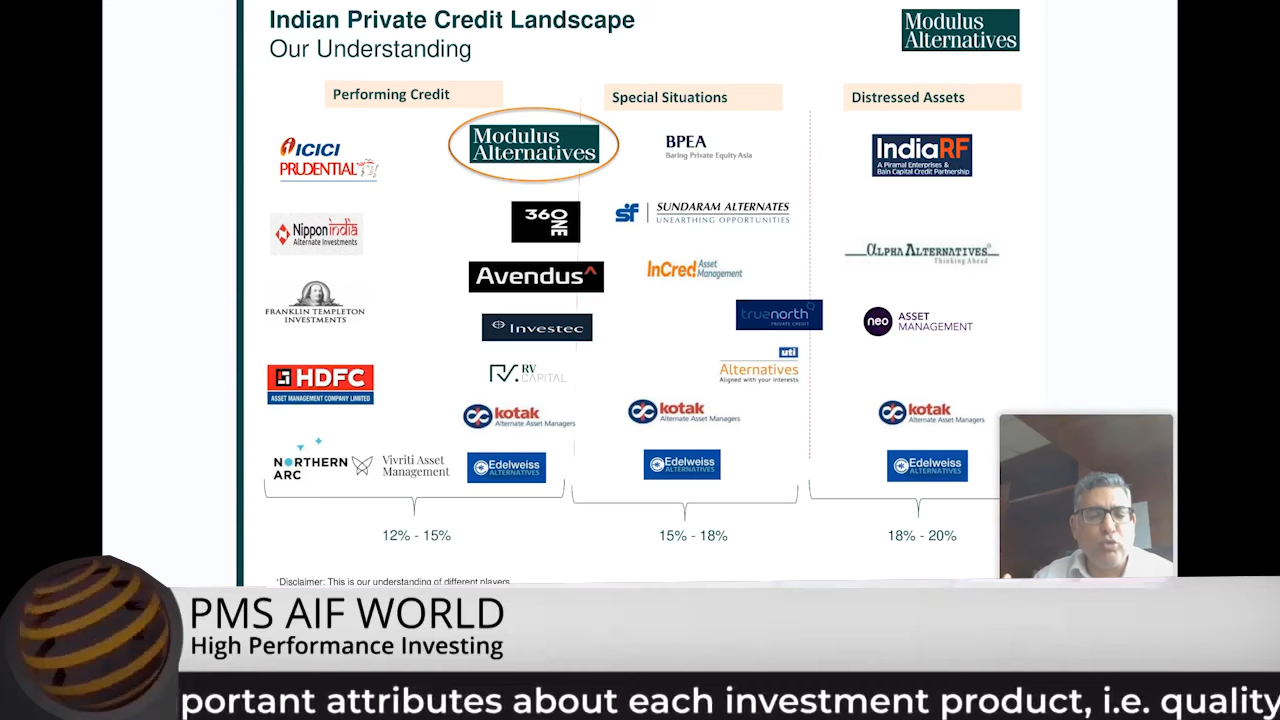 Indian Private Credit Landscape
Our Understanding
Modulus
Alternatives
Performing Credit
Special Situations
Distressed Assets
ICICI
PRUDENTIAL
Modulus
Alternatives
BPEA
Baring Private Equity Asia
IndiaRF
A Piramal Enterprises &
Bain Capital Credit Partnership
Nippon india
Alternate Investments
360
ONE
sf
SUNDARAM ALTERNATES
UNEARTHING OPPORTUNITIES
ALPHA ALTERNATIVES
Thinking Ahead
FRANKLIN TEMPLETON
INVESTMENTS
Avendus
InCred Asset
Management
Investec
truenorth
PRIVATE CREDIT
neo ASSET
MANAGEMENT
HDFC
ASSET MANAGEMENT COMPANY LIMITED
RV. RV
CAPITAL
uti
Alternatives
Aligned with your interests
kotak
Alternate Asset Managers
kotak
Alternate Asset Managers
kotak
Alternate Asset Managers
NORTHERN
ARC
Vivriti Asset
Management
Edelweiss
ALTERNATIVES
Edelweiss
ALTERNATIVES
Edelweiss
ALTERNATIVES
12% - 15%
15% - 18%
18% - 20%
*Disclaimer: This is our understanding of different players
PMS AIF WORLD
High Performance Investing
portant attributes about each investment product, i.e. quality